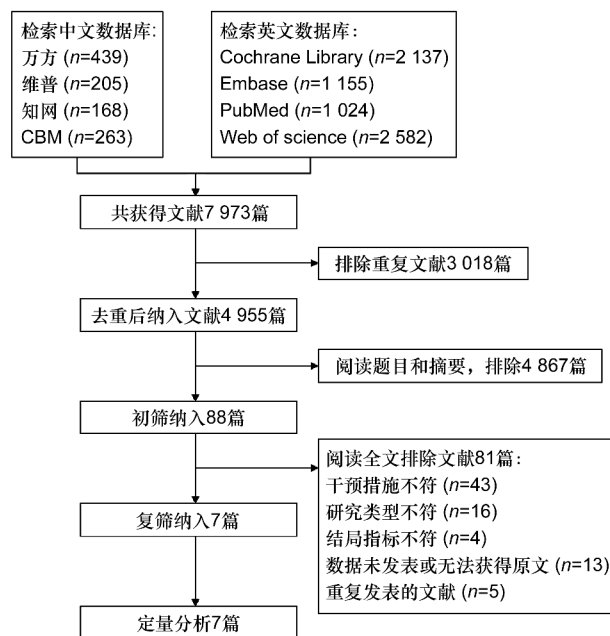 检索中文数据库:
万方 (n=439)
维普 (n=205)
知网 (n=168)
CBM (n=263)
检索英文数据库:
Cochrane Library (n=2 137)
Embase (n=1 155)
PubMed (n=1 024)
Web of science (n=2 582)
共获得文献7 973篇
排除重复文献3 018篇
去重后纳入文献4 955篇
阅读题目和摘要，排除4 867篇
初筛纳入88篇
阅读全文排除文献81篇:
干预措施不符 (n=43)
研究类型不符 (n=16)
结局指标不符 (n=4)
数据未发表或无法获得原文 (n=13)
重复发表的文献 (n=5)
复筛纳入7篇
定量分析7篇